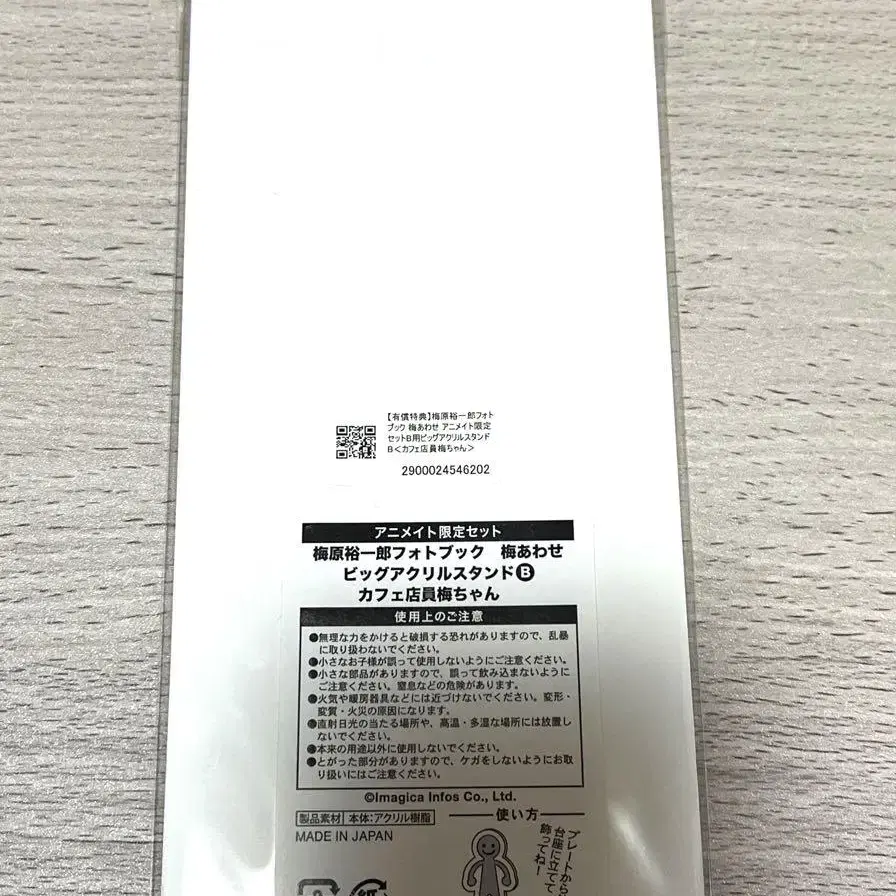 【有償特典】梅原裕一郎フォト
ブック 梅あわせ アニメイト限定
セットB用ビッグアクリルスタンド
B<カフェ店員梅ちゃん>
2900024546202
アニメイト限定セット
梅原裕一郎フォトブック 梅あわせ
ビッグアクリルスタンドB
カフェ店員梅ちゃん
使用上のご注意
●無理な力をかけると破損する恐れがありますので、乱暴
に取り扱わないでください。
●小さなお子様が誤って使用しないようにご注意ください。
●小さな部品がありますので、誤って飲み込まないように
ご注意ください。窒息などの危険があります。
●火気や暖房器具などには近づけないでください。変形・
変質・火災の原因になります。
●直射日光の当たる場所や、高温・多湿な場所には放置し
ないでください。
●本来の用途以外に使用しないでください。
●とがった部分がありますので、ケガをしないようにお取
り扱いにはご注意ください。
©Imagica Infos Co., Ltd.
製品素材 本体:アクリル樹脂
MADE IN JAPAN
使い方
プレートから
台座に立てて、
飾ってね!